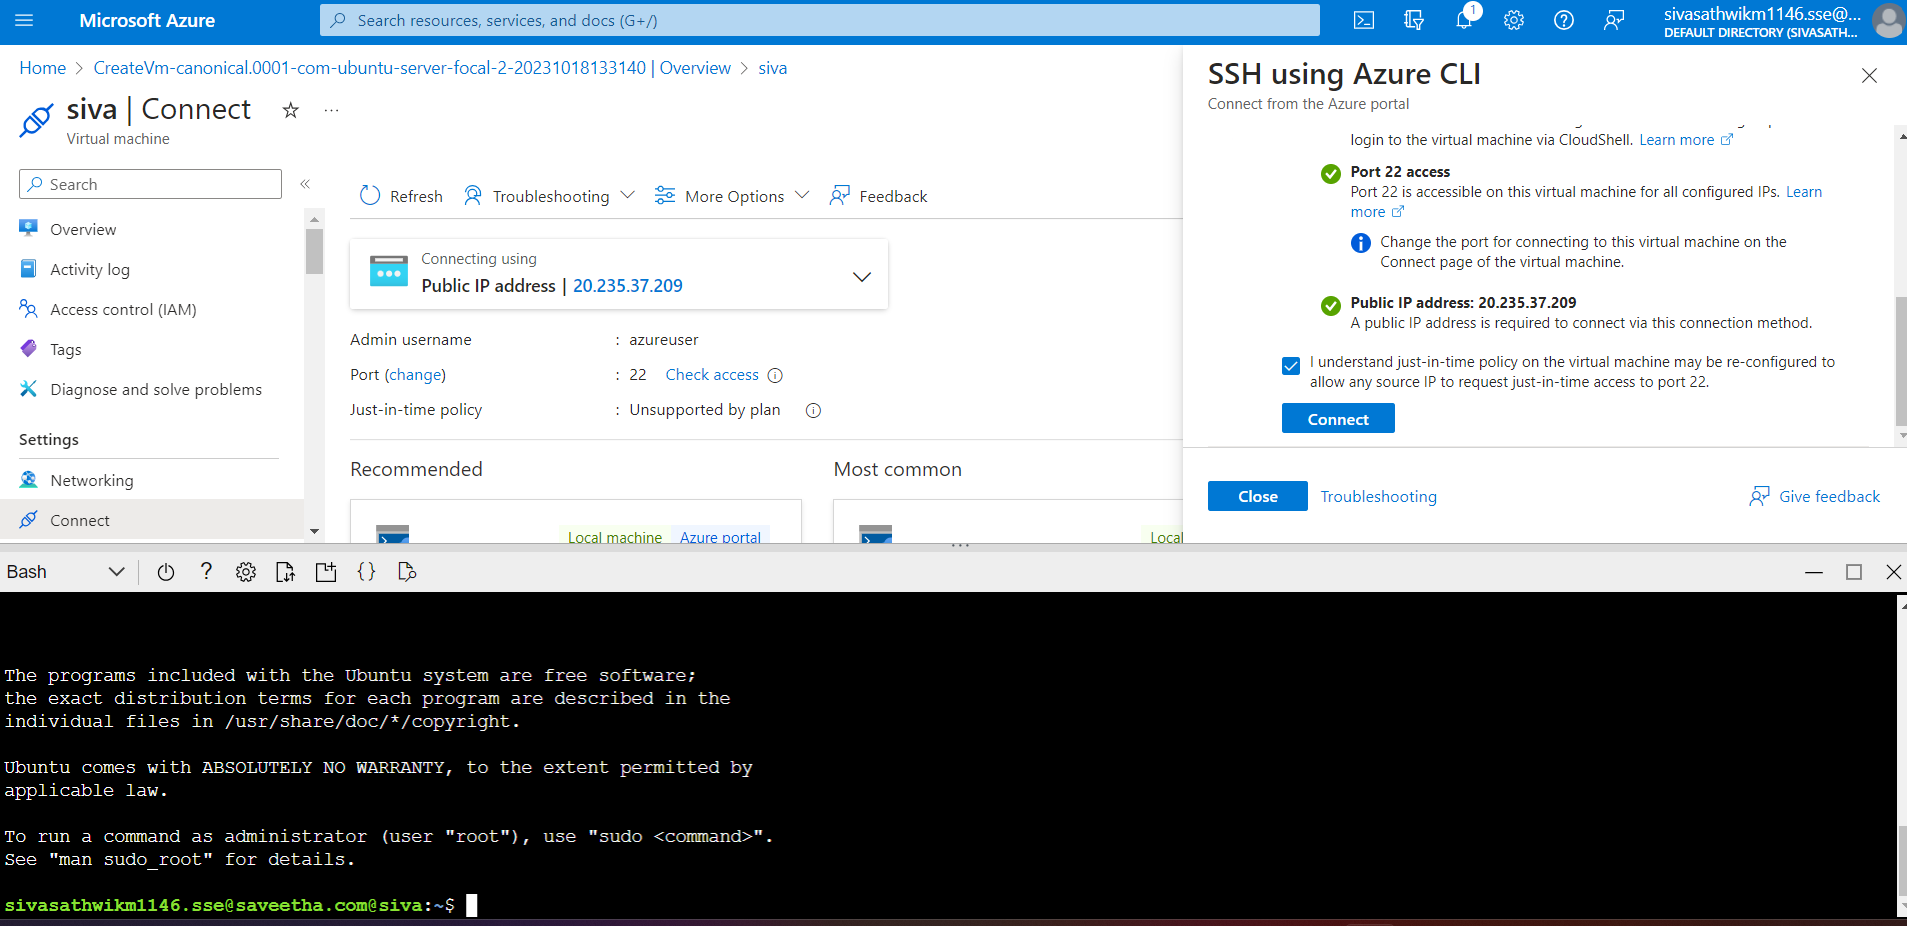 Microsoft Azure
Search resources, services, and docs (G+/)
1
sivasathwikm1146.sse@...
DEFAULT DIRECTORY (SIVASATH...
Home > CreateVm-canonical.0001-com-ubuntu-server-focal-2-20231018133140 | Overview > siva
siva | Connect
Virtual machine
Search
Overview
Activity log
Access control (IAM)
Tags
Diagnose and solve problems
Settings
Networking
Connect
Refresh
Troubleshooting
More Options
Feedback
Connecting using
Public IP address | 20.235.37.209
Admin username : azureuser
Port (change) : 22 Check access
Just-in-time policy : Unsupported by plan
Recommended
Most common
Local machine Azure portal
Local
SSH using Azure CLI
Connect from the Azure portal
login to the virtual machine via CloudShell. Learn more
Port 22 access
Port 22 is accessible on this virtual machine for all configured IPs. Learn
more
Change the port for connecting to this virtual machine on the
Connect page of the virtual machine.
Public IP address: 20.235.37.209
A public IP address is required to connect via this connection method.
I understand just-in-time policy on the virtual machine may be re-configured to
allow any source IP to request just-in-time access to port 22.
Connect
Close
Troubleshooting
Give feedback
Bash
The programs included with the Ubuntu system are free software;
the exact distribution terms for each program are described in the
individual files in /usr/share/doc/*/copyright.
Ubuntu comes with ABSOLUTELY NO WARRANTY, to the extent permitted by
applicable law.
To run a command as administrator (user "root"), use "sudo <command>".
See "man sudo_root" for details.
sivasathwikm1146.sse@saveetha.com@siva:~$